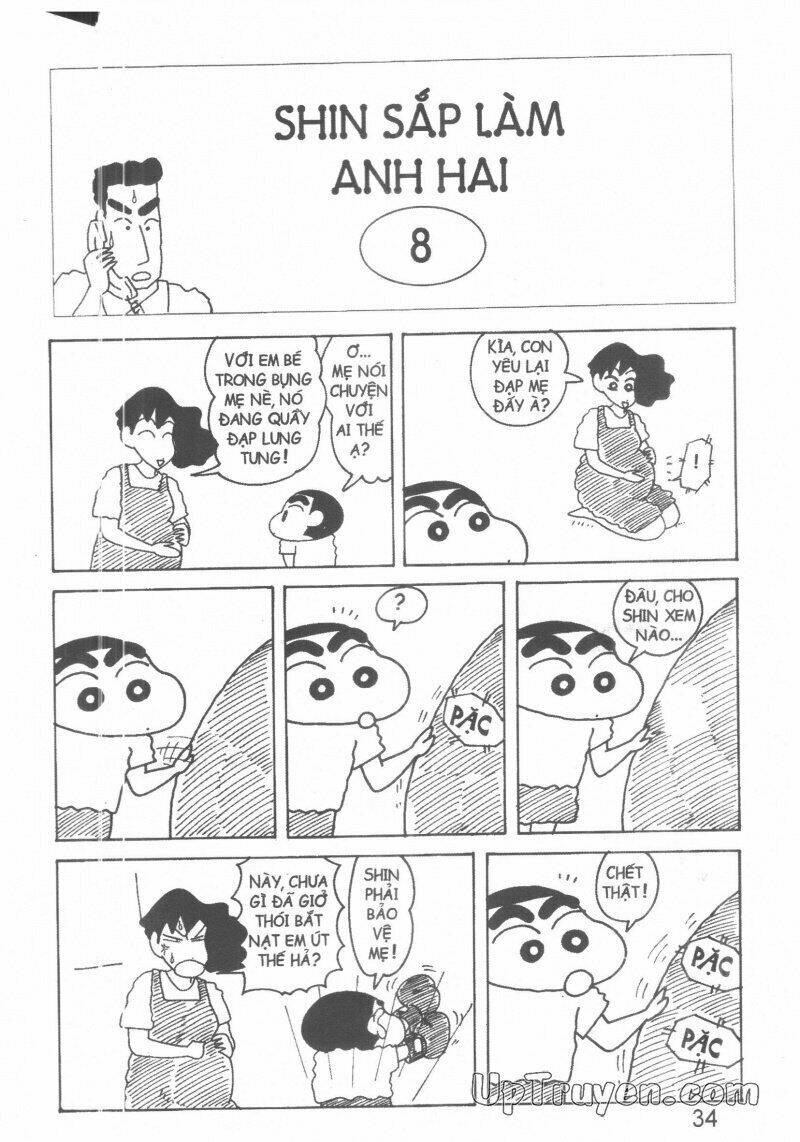 SHIN SẮP LÀM
ANH HAI
8
KÌA, CON
YÊU LẠI
ĐẠP MẸ
ĐẤY À?
!
Ơ...
MẸ NÓI
CHUYỆN
VỚI
AI THẾ
Ạ?
VỚI EM BÉ
TRONG BỤNG
MẸ NÈ, NÓ
ĐANG QUẪY
ĐẠP LUNG
TUNG!
ĐÂU, CHO
SHIN XEM
NÀO...
PẶC
?
CHẾT
THẬT!
PẶC
PẶC
SHIN
PHẢI
BẢO
VỆ
MẸ!
NÀY, CHƯA
GÌ ĐÃ GIỞ
THÓI BẮT
NẠT EM ÚT
THẾ HẢ?
UpTruyen.com
34